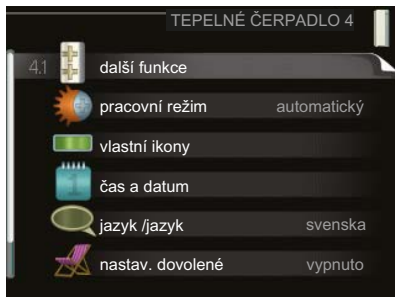 TEPELNÉ ČERPADLO 4
4.1 další funkce
pracovní režim automatický
vlastní ikony
čas a datum
jazyk /jazyk svenska
nastav. dovolené vypnuto